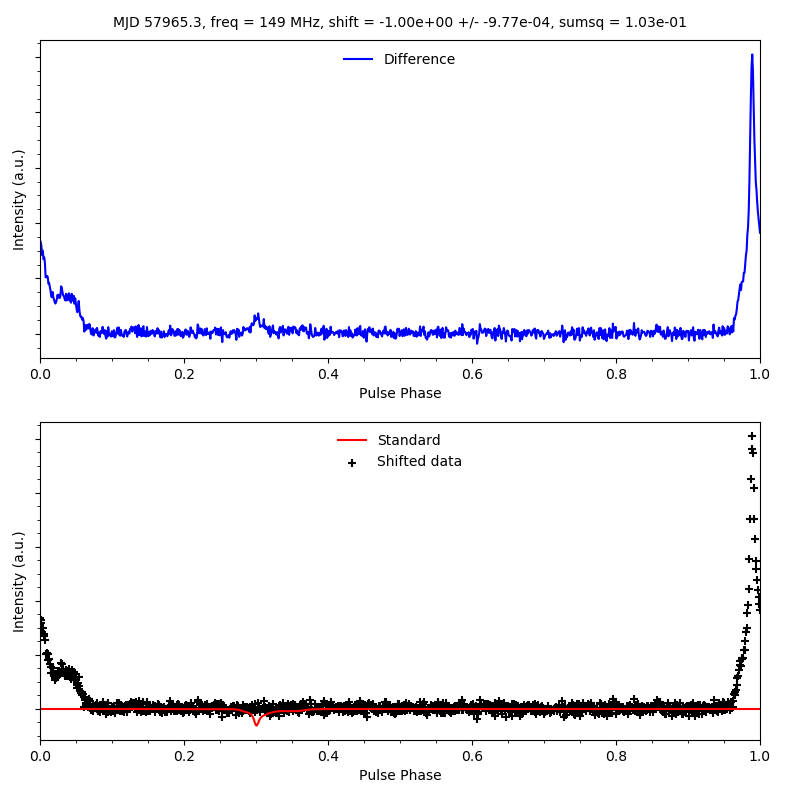 MJD 57965.3, freq = 149 MHz, shift = -1.00e+00 +/- -9.77e-04, sumsq = 1.03e-01
Difference
Intensity (a.u.)
0.0 0.2 0.4 0.6 0.8 1.0
Pulse Phase
Standard
Shifted data
Intensity (a.u.)
0.0 0.2 0.4 0.6 0.8 1.0
Pulse Phase